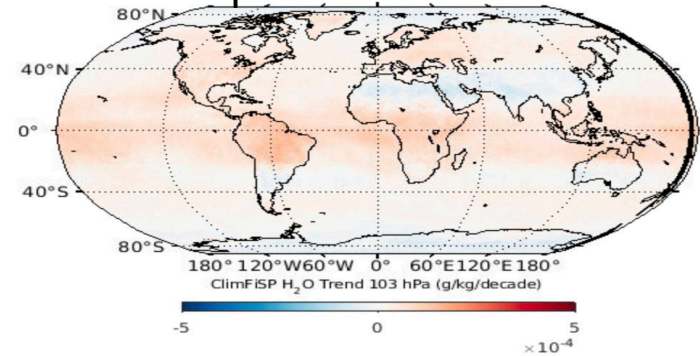 80°N
40°N
0°
40°S
80°S
180° 120°W 60°W 0° 60°E 120°E 180°
ClimFiSP H₂O Trend 103 hPa (g/kg/decade)
-5 0 5
×10⁻⁴